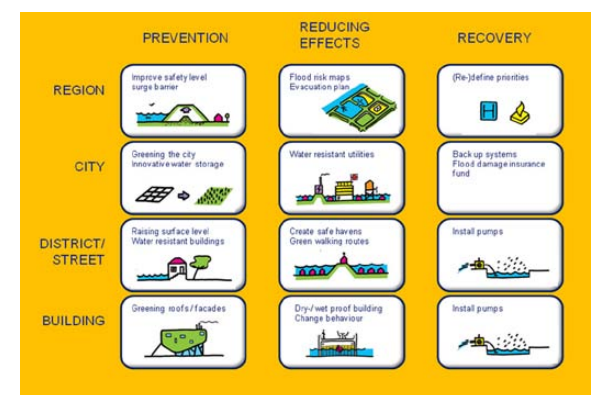 PREVENTION
REDUCING
EFFECTS
RECOVERY
REGION
Improve safety level
surge barrier
Flood risk maps
Evacuation plan
(Re-)define priorities
H
CITY
Greening the city
Innovative water storage
Water resistant utilities
Back up systems
Flood damage insurance
fund
DISTRICT/
STREET
Raising surface level
Water resistant buildings
Create safe havens
Green walking routes
Install pumps
BUILDING
Greening roofs / facades
Dry-/ wet proof building
Change behaviour
Install pumps